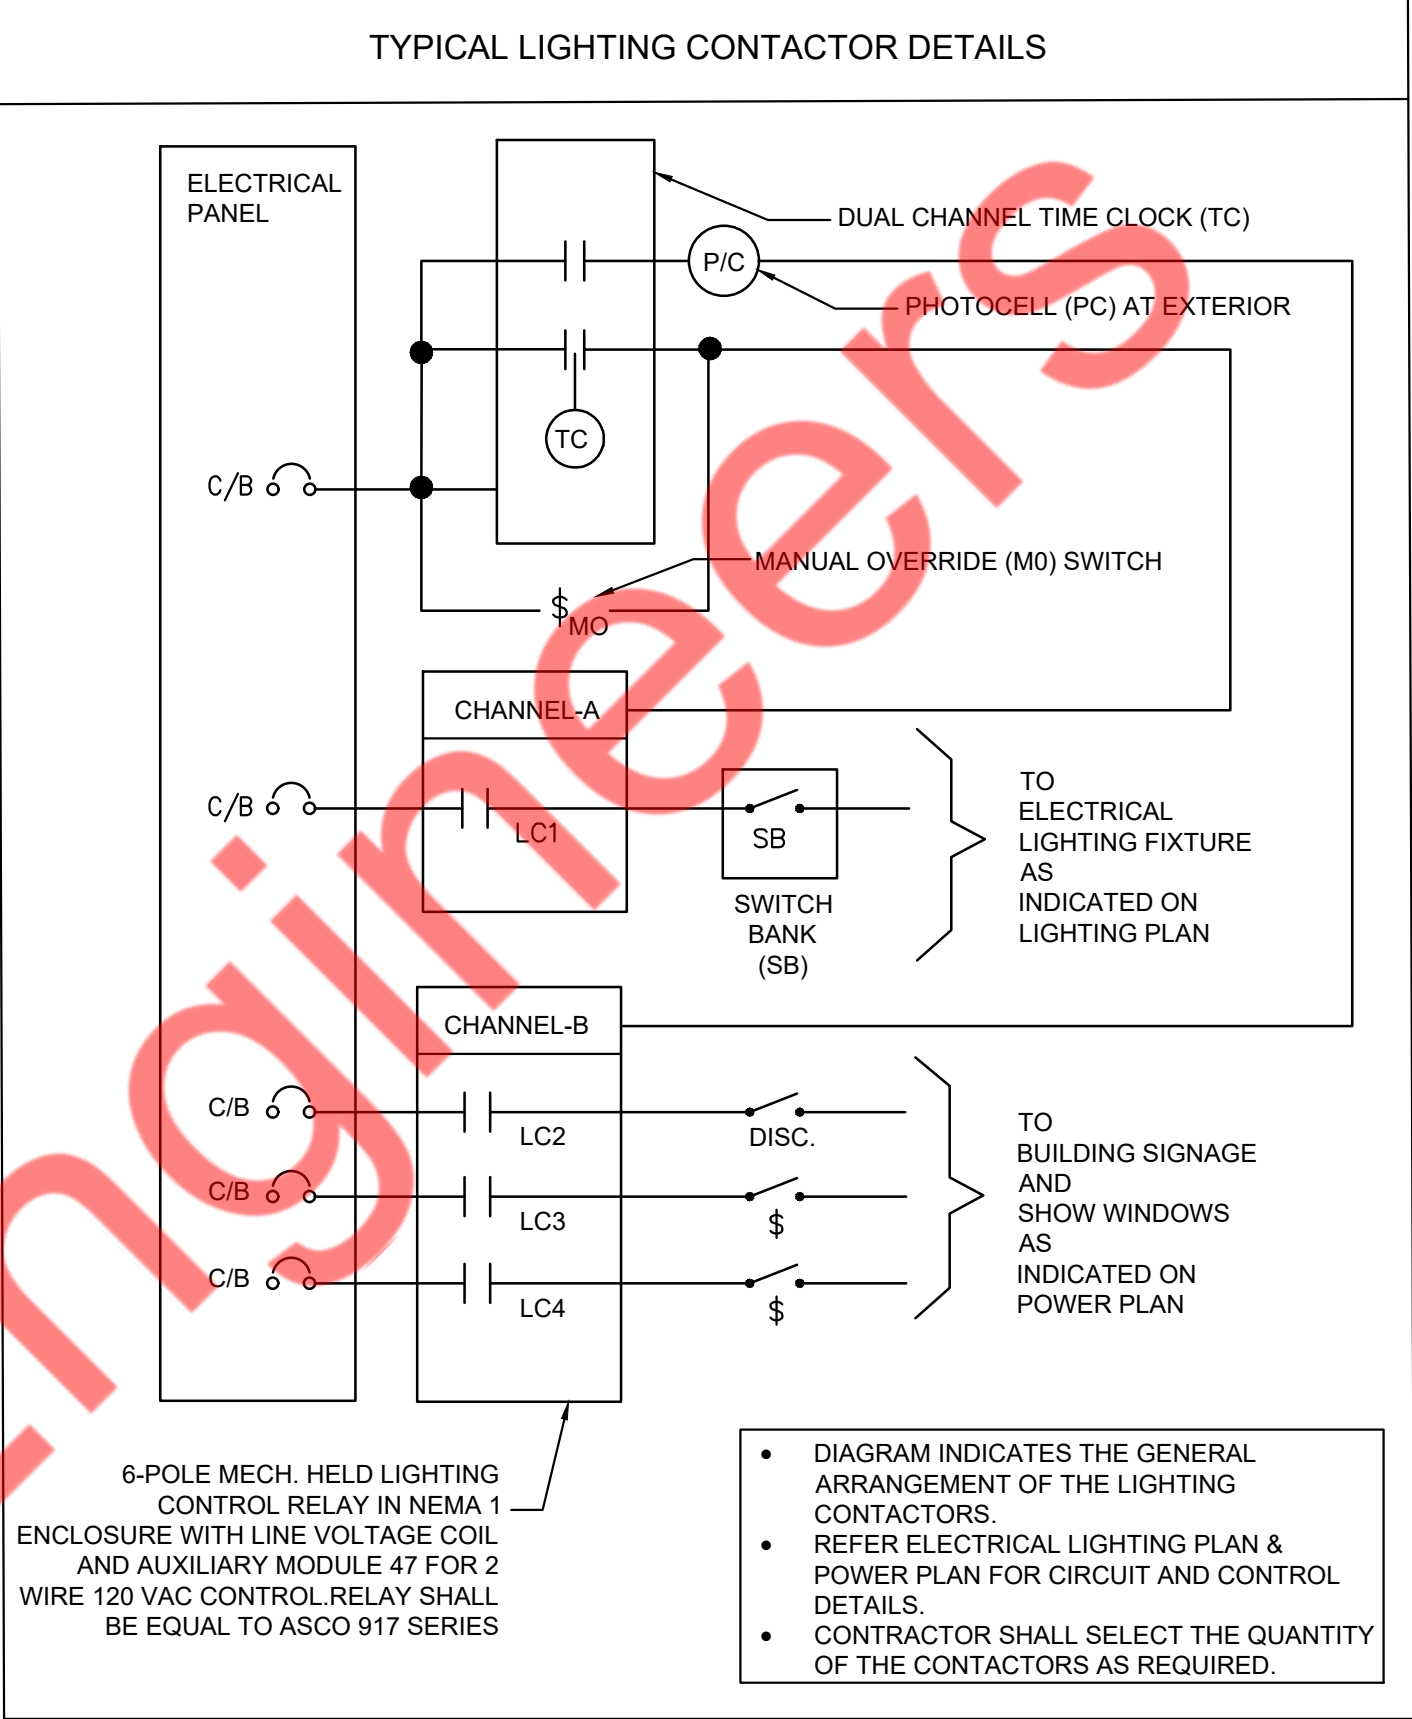 TYPICAL LIGHTING CONTACTOR DETAILS
ELECTRICAL
PANEL
DUAL CHANNEL TIME CLOCK (TC)
P/C
PHOTOCELL (PC) AT EXTERIOR
TC
C/B
MANUAL OVERRIDE (M0) SWITCH
$
MO
CHANNEL-A
C/B
LC1
SB
SWITCH
BANK
(SB)
TO
ELECTRICAL
LIGHTING FIXTURE
AS
INDICATED ON
LIGHTING PLAN
CHANNEL-B
C/B
LC2
DISC.
C/B
LC3
$
C/B
LC4
$
TO
BUILDING SIGNAGE
AND
SHOW WINDOWS
AS
INDICATED ON
POWER PLAN
6-POLE MECH. HELD LIGHTING
CONTROL RELAY IN NEMA 1
ENCLOSURE WITH LINE VOLTAGE COIL
AND AUXILIARY MODULE 47 FOR 2
WIRE 120 VAC CONTROL.RELAY SHALL
BE EQUAL TO ASCO 917 SERIES
• DIAGRAM INDICATES THE GENERAL
ARRANGEMENT OF THE LIGHTING
CONTACTORS.
• REFER ELECTRICAL LIGHTING PLAN &
POWER PLAN FOR CIRCUIT AND CONTROL
DETAILS.
• CONTRACTOR SHALL SELECT THE QUANTITY
OF THE CONTACTORS AS REQUIRED.
ngineers